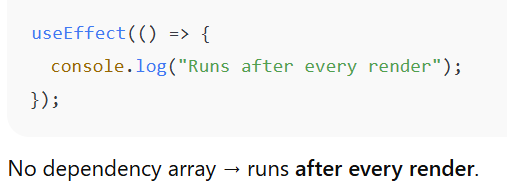 useEffect(() => {
  console.log("Runs after every render");
});
No dependency array → runs after every render.